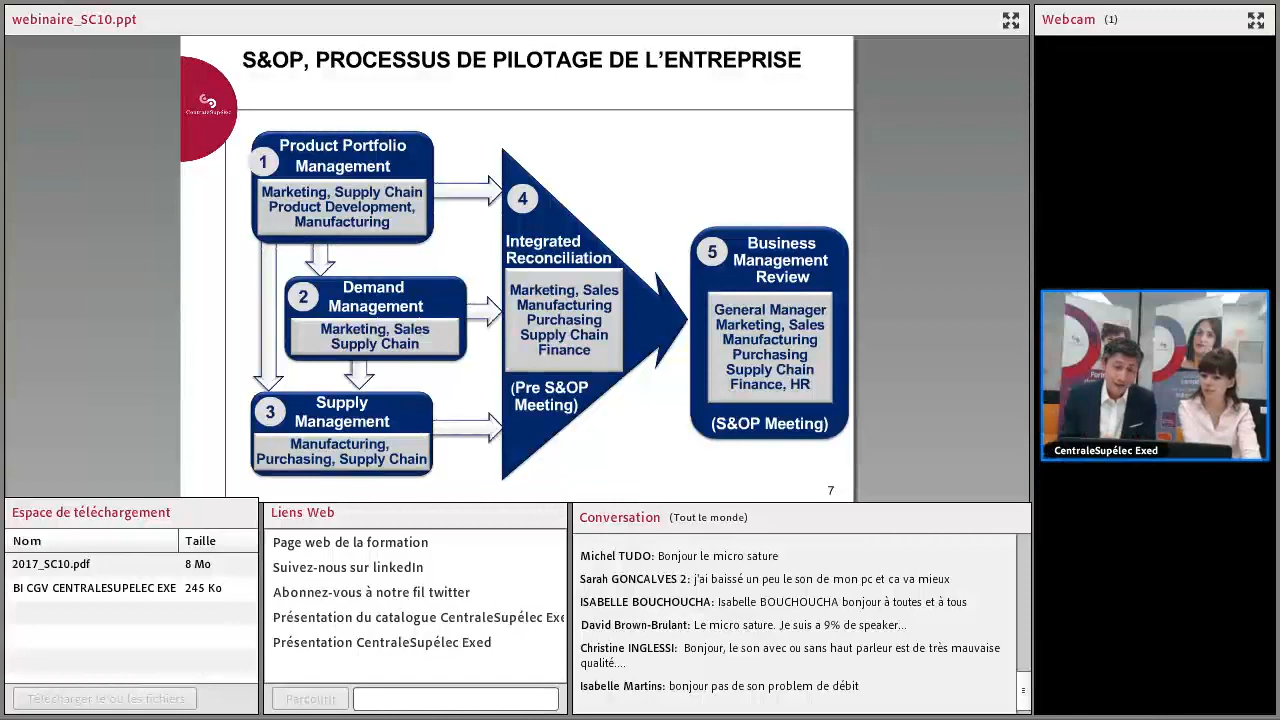 webinaire_SC10.ppt
Webcam (1)
S&OP, PROCESSUS DE PILOTAGE DE L’ENTREPRISE
CentraleSupélec
1
Product Portfolio
Management
Marketing, Supply Chain
Product Development,
Manufacturing
2
Demand
Management
Marketing, Sales
Supply Chain
3
Supply
Management
Manufacturing,
Purchasing, Supply Chain
4
Integrated
Reconciliation
Marketing, Sales
Manufacturing
Purchasing
Supply Chain
Finance
(Pre S&OP
Meeting)
5
Business
Management
Review
General Manager
Marketing, Sales
Manufacturing
Purchasing
Supply Chain
Finance, HR
(S&OP Meeting)
7
CentraleSupélec Exed
Espace de téléchargement
Nom Taille
2017_SC10.pdf 8 Mo
BI CGV CENTRALESUPELEC EXE 245 Ko
Télécharger le ou les fichiers
Liens Web
Page web de la formation
Suivez-nous sur linkedIn
Abonnez-vous à notre fil twitter
Présentation du catalogue CentraleSupélec Exe
Présentation CentraleSupélec Exed
Parcourir
Conversation (Tout le monde)
Michel TUDO: Bonjour le micro sature
Sarah GONCALVES 2: j'ai baissé un peu le son de mon pc et ca va mieux
ISABELLE BOUCHOUCHA: Isabelle BOUCHOUCHA bonjour à toutes et à tous
David Brown-Brulant: Le micro sature. Je suis a 9% de speaker...
Christine INGLESSI: Bonjour, le son avec ou sans haut parleur est de très mauvaise
qualité....
Isabelle Martins: bonjour pas de son problem de débit